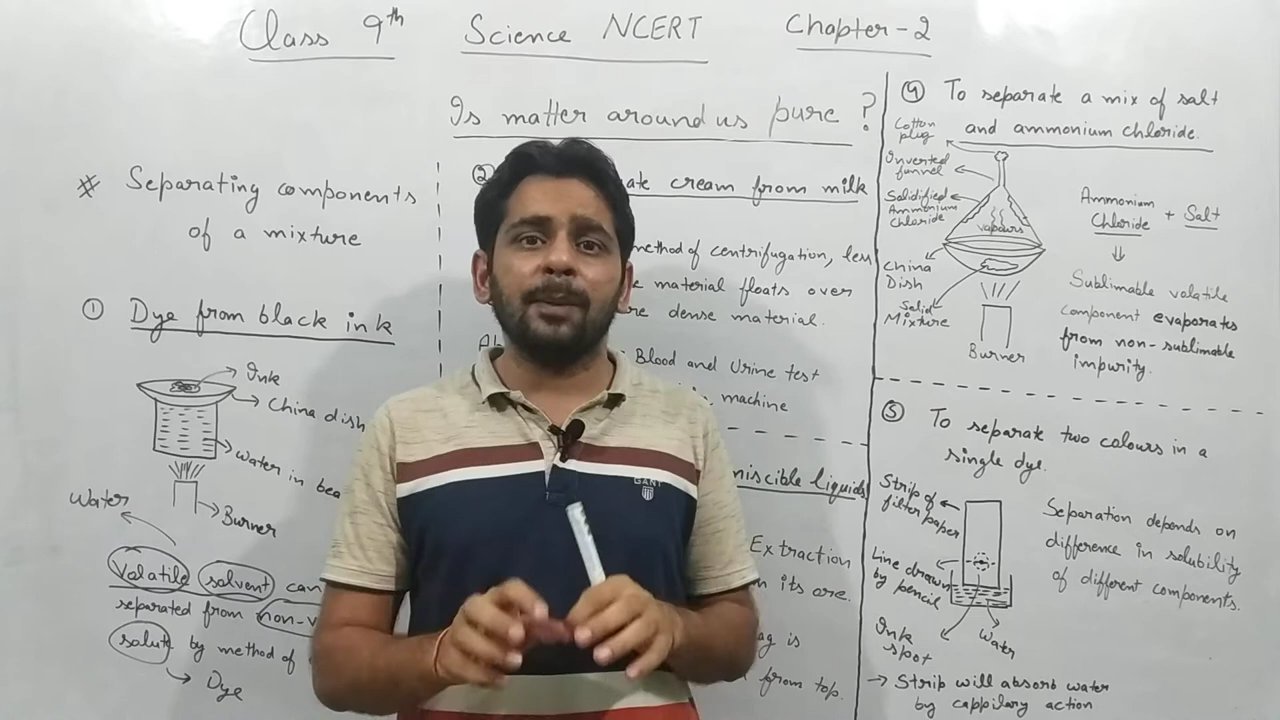 Class 9th Science NCERT Chapter-2
Is matter around us pure ?
* Separating components
of a mixture
① Dye from black ink
Ink
China dish
Water in
Burner
Water
Volatile solvent can
separated from
solute by method of
Dye
② cream from milk
method of centrifugation, less
material floats over
dense material.
Blood and Urine test
machine
liquids
Extraction
its ore.
is
from top.
④ To separate a mix of salt
and ammonium chloride.
Cotton
plug
Inverted
funnel
Solidified
Ammonium
Chloride
vapours
China
Dish
Solid
Mixture
Burner
Ammonium
Chloride + Salt
⇓
Sublimable volatile
component evaporates
from non-sublimable
impurity.
⑤ To separate two colours in a
single dye.
Strip of
filter paper
Line drawn
by pencil
Ink
spot
Water
Separation depends on
difference in solubility
of different components.
→ Strip will absorb water
by cappilary action
GANT